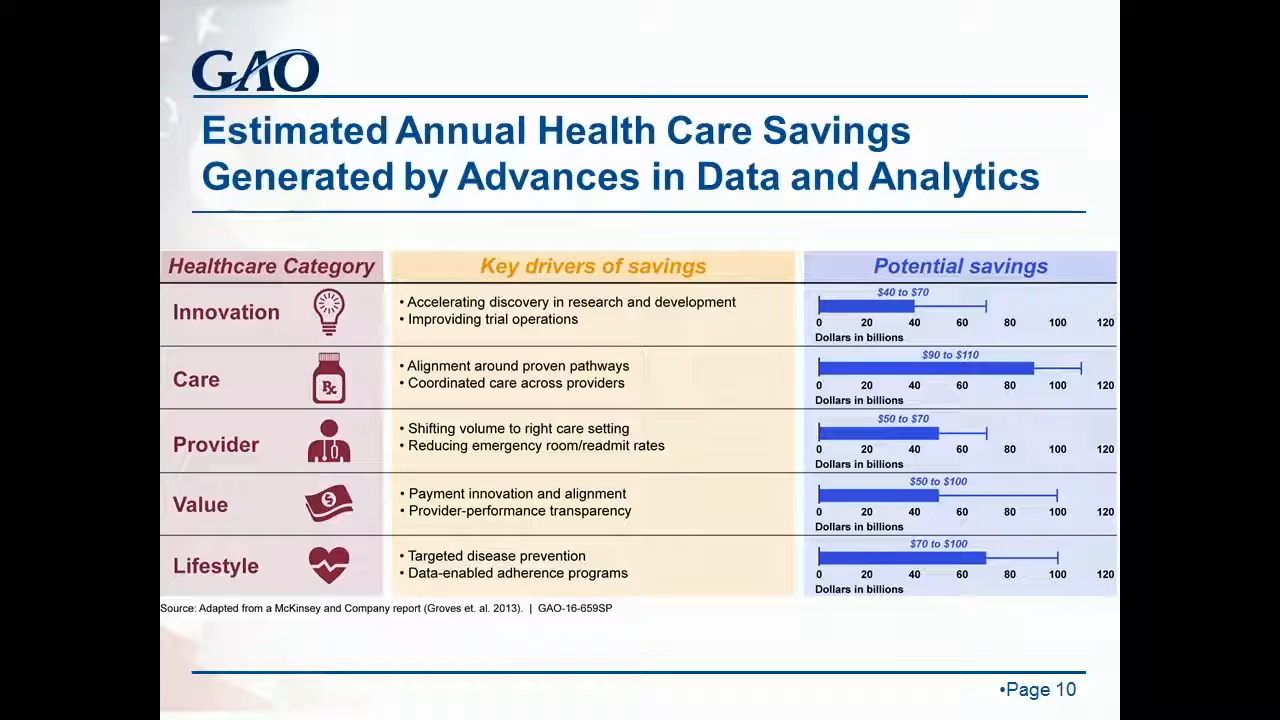 GAO
Estimated Annual Health Care Savings
Generated by Advances in Data and Analytics
Healthcare Category
Key drivers of savings
Potential savings
Innovation
• Accelerating discovery in research and development
• Improviding trial operations
$40 to $70
0 20 40 60 80 100 120
Dollars in billions
Care
Rx
• Alignment around proven pathways
• Coordinated care across providers
$90 to $110
0 20 40 60 80 100 120
Dollars in billions
Provider
• Shifting volume to right care setting
• Reducing emergency room/readmit rates
$50 to $70
0 20 40 60 80 100 120
Dollars in billions
Value
$
• Payment innovation and alignment
• Provider-performance transparency
$50 to $100
0 20 40 60 80 100 120
Dollars in billions
Lifestyle
• Targeted disease prevention
• Data-enabled adherence programs
$70 to $100
0 20 40 60 80 100 120
Dollars in billions
Source: Adapted from a McKinsey and Company report (Groves et. al. 2013). | GAO-16-659SP
•Page 10